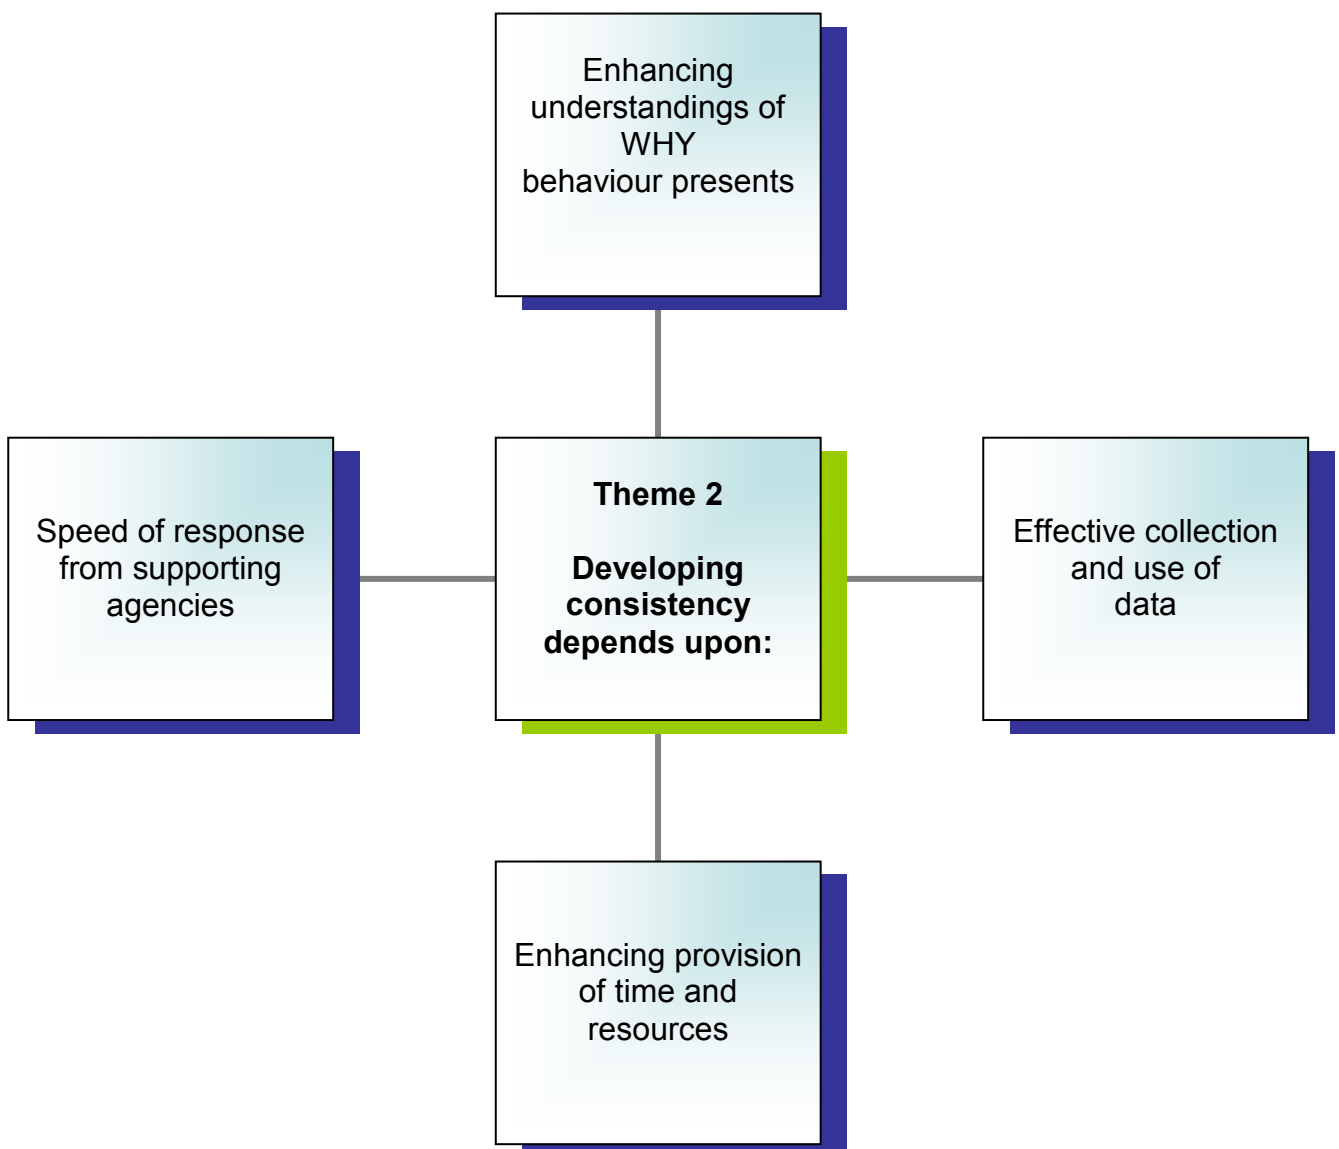 Enhancing
understandings of
WHY
behaviour presents
Speed of response
from supporting
agencies
Theme 2
Developing
consistency
depends upon:
Effective collection
and use of
data
Enhancing provision
of time and
resources